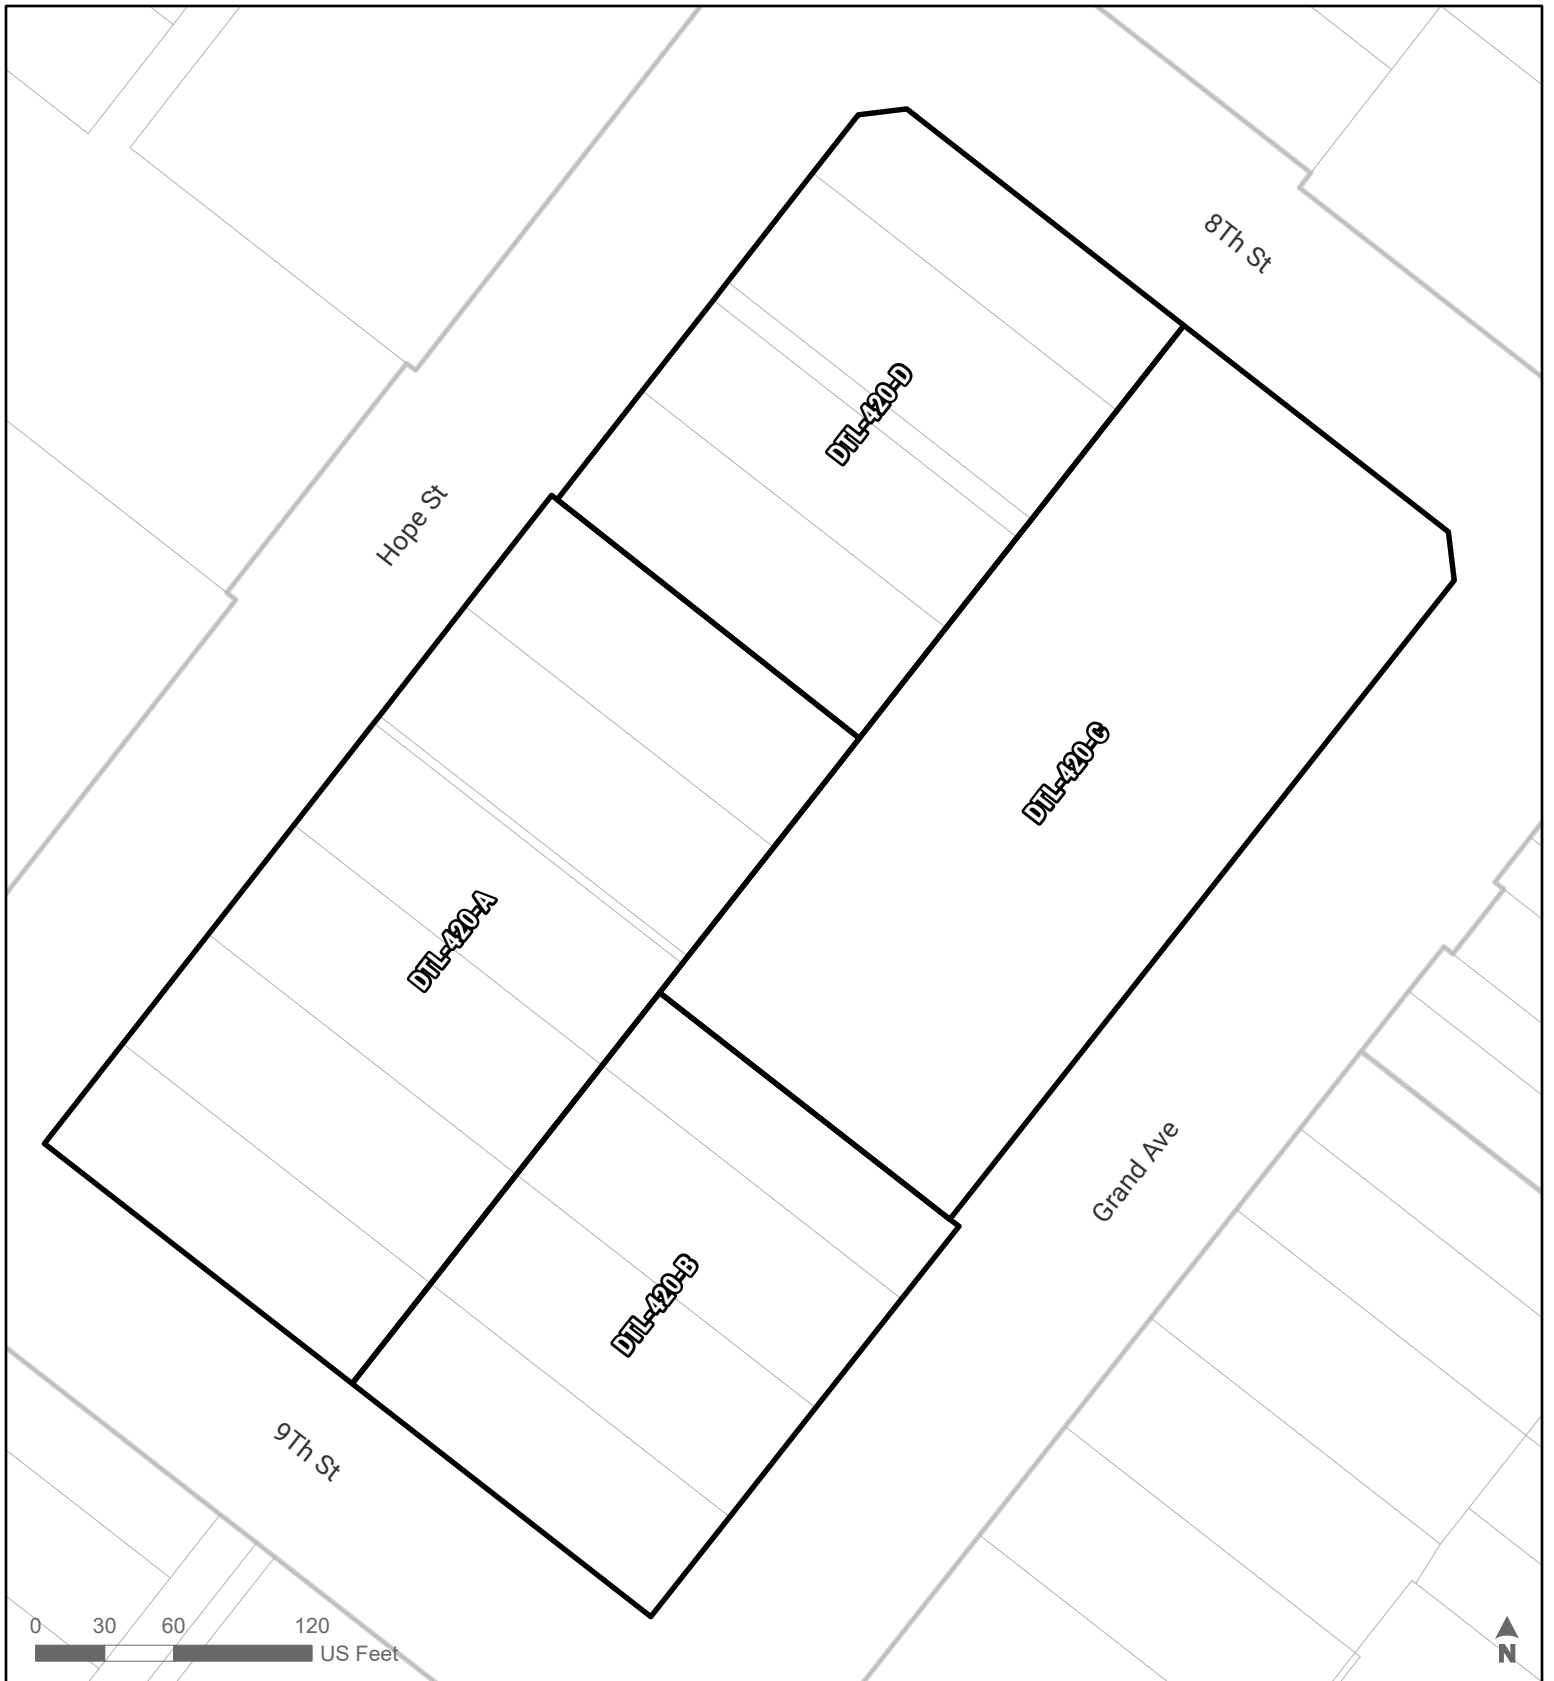 8Th St
DTL-420-D
Hope St
DTL-420-C
DTL-420-A
Grand Ave
DTL-420-B
9Th St
0 30 60 120
US Feet
N